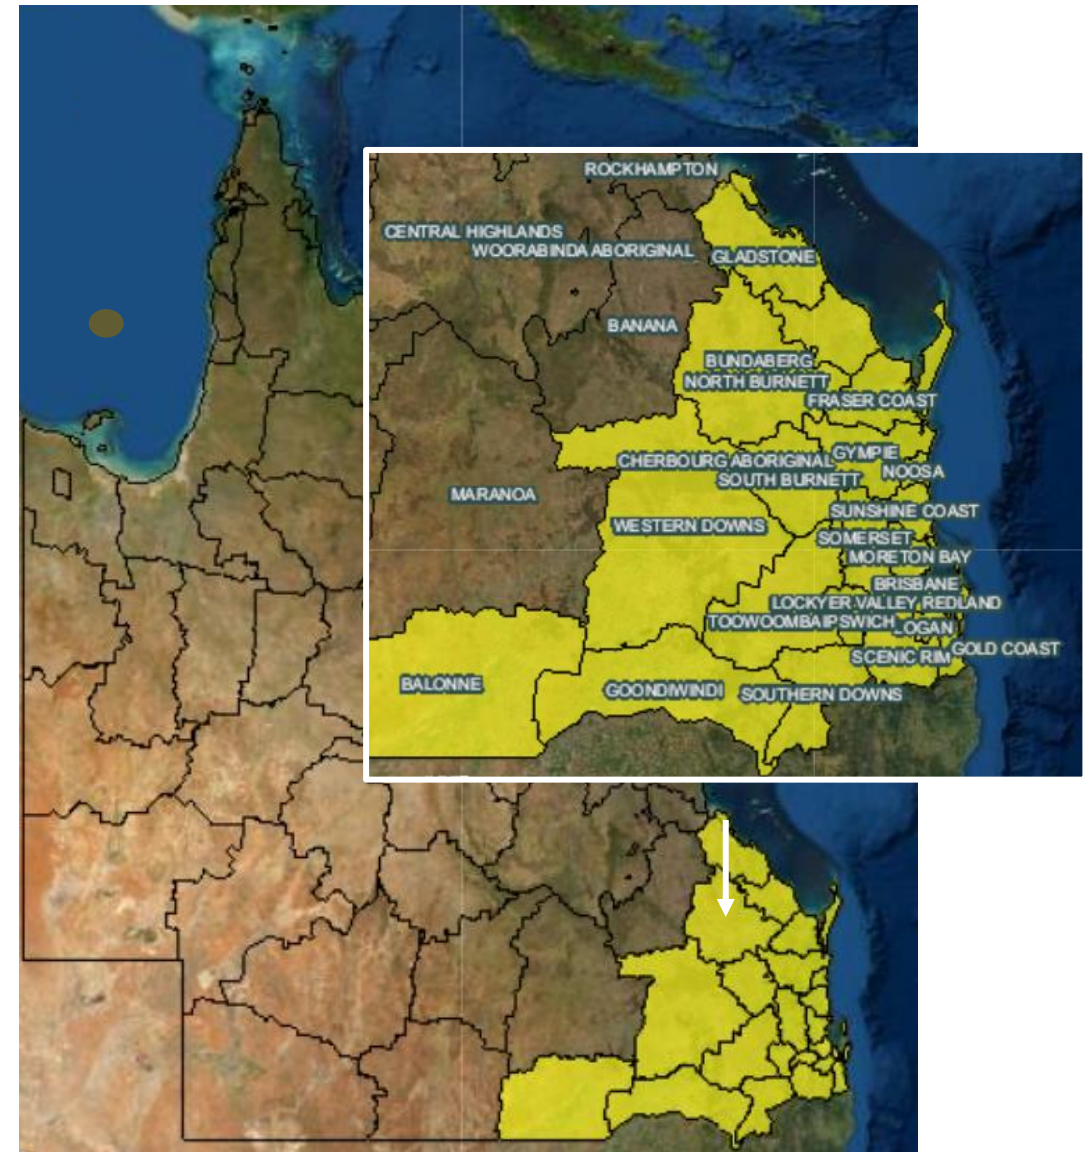 ROCKHAMPTON
CENTRAL HIGHLANDS
WOORABINDA ABORIGINAL
GLADSTONE
BANANA
BUNDABERG
NORTH BURNETT
FRASER COAST
GYMPIE
CHERBOURG ABORIGINAL
NOOSA
SOUTH BURNETT
MARANOA
SUNSHINE COAST
WESTERN DOWNS
SOMERSET
MORETON BAY
BRISBANE
LOCKYER VALLEY REDLAND
TOOWOOMBA IPSWICH LOGAN
GOLD COAST
SCENIC RIM
BALONNE
GOONDIWINDI
SOUTHERN DOWNS